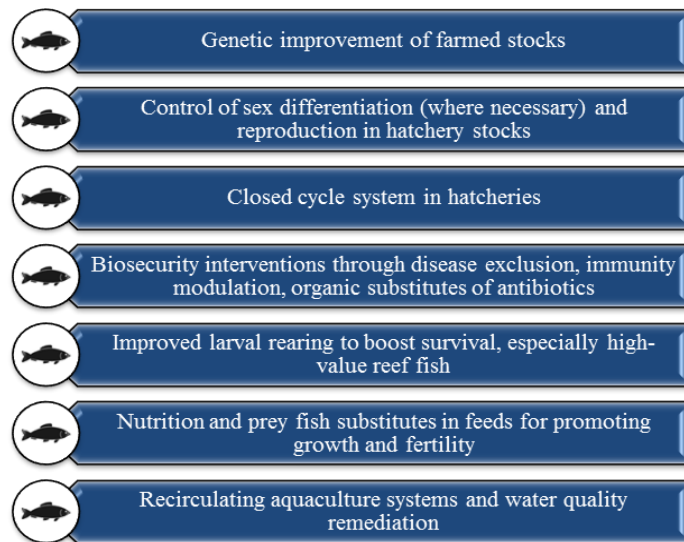 Genetic improvement of farmed stocks
Control of sex differentiation (where necessary) and
reproduction in hatchery stocks
Closed cycle system in hatcheries
Biosecurity interventions through disease exclusion, immunity
modulation, organic substitutes of antibiotics
Improved larval rearing to boost survival, especially high-
value reef fish
Nutrition and prey fish substitutes in feeds for promoting
growth and fertility
Recirculating aquaculture systems and water quality
remediation